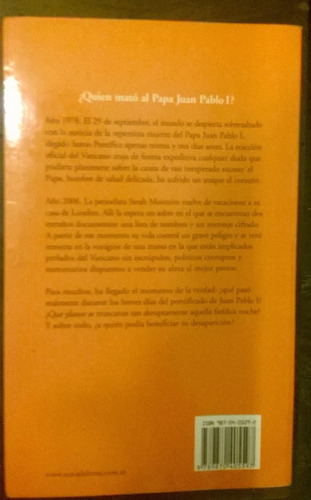 ¿Quien mató al Papa Juan Pablo I?
Año 1978. El 29 de septiembre, el mundo se despierta sobresaltado
con la noticia de la repentina muerte del Papa Juan Pablo I,
elegido Sumo Pontífice apenas treinta y tres días antes. La reacción
oficial del Vaticano zanja de forma expeditiva cualquier duda que
pudiera plantearse sobre la causa de tan inesperado suceso: el
Papa, hombre de salud delicada, ha sufrido un ataque al corazón.
Año 2006. La periodista Sarah Monteiro vuelve de vacaciones a su
casa de Londres. Allí la espera un sobre en el que se encuentran dos
extraños documentos: una lista de nombres y un mensaje cifrado.
A partir de ese momento su vida correrá un grave peligro y se verá
inmersa en la vorágine de una trama en la que están implicados
prelados del Vaticano sin escrúpulos, políticos corruptos y
mercenarios dispuestos a vender su alma al mejor postor.
Para muchos, ha llegado el momento de la verdad: ¿qué pasó
realmente durante los breves días del pontificado de Juan Pablo I?
¿Qué planes se truncaron tan abruptamente aquella fatídica noche?
Y sobre todo, ¿a quién podía beneficiar su desaparición?